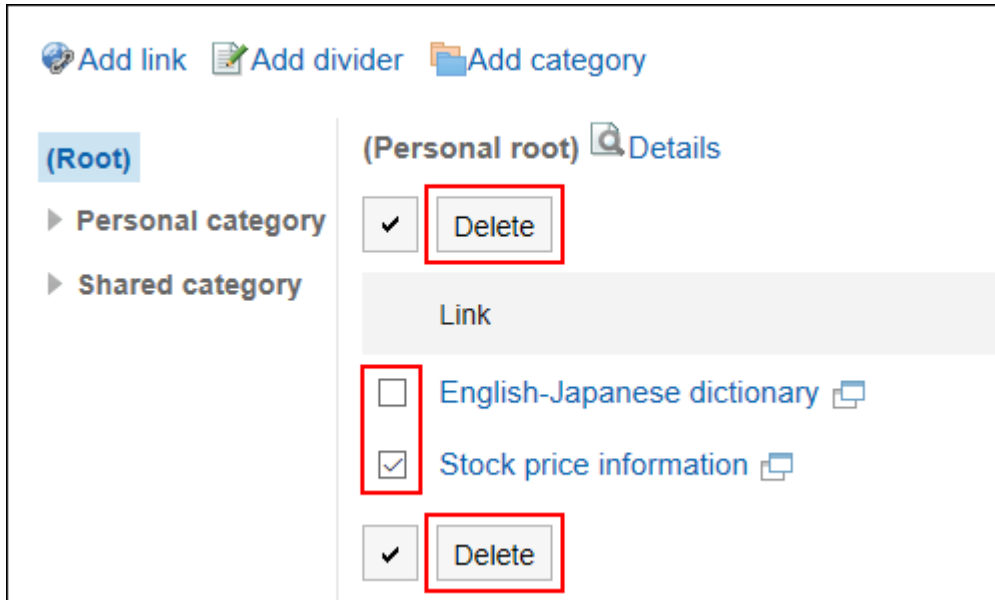 Add link Add divider Add category
(Root)
Personal category
Shared category
(Personal root) Details
Delete
Link
English-Japanese dictionary
Stock price information
Delete